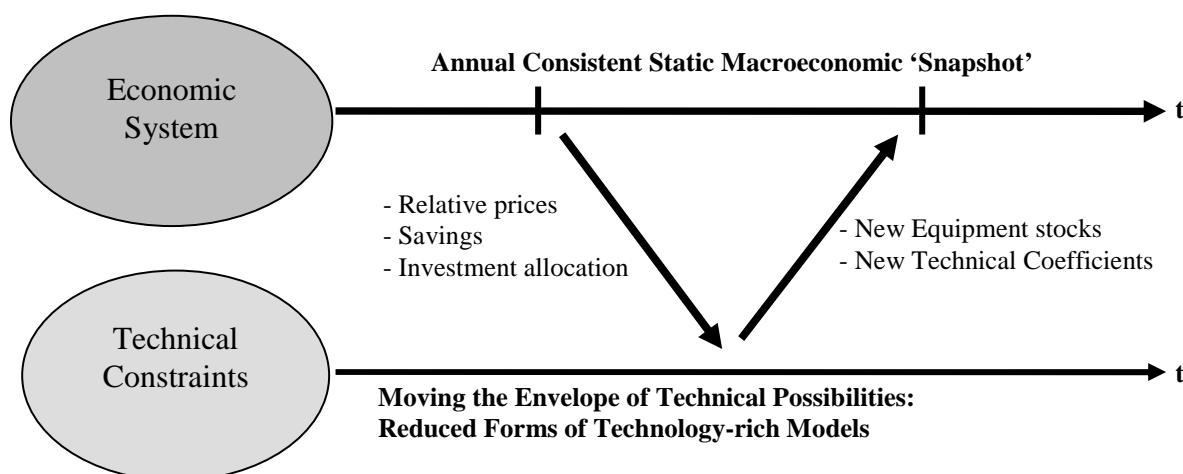 Economic
System
Annual Consistent Static Macroeconomic ‘Snapshot’
t
- Relative prices
- Savings
- Investment allocation
- New Equipment stocks
- New Technical Coefficients
Technical
Constraints
t
Moving the Envelope of Technical Possibilities:
Reduced Forms of Technology-rich Models